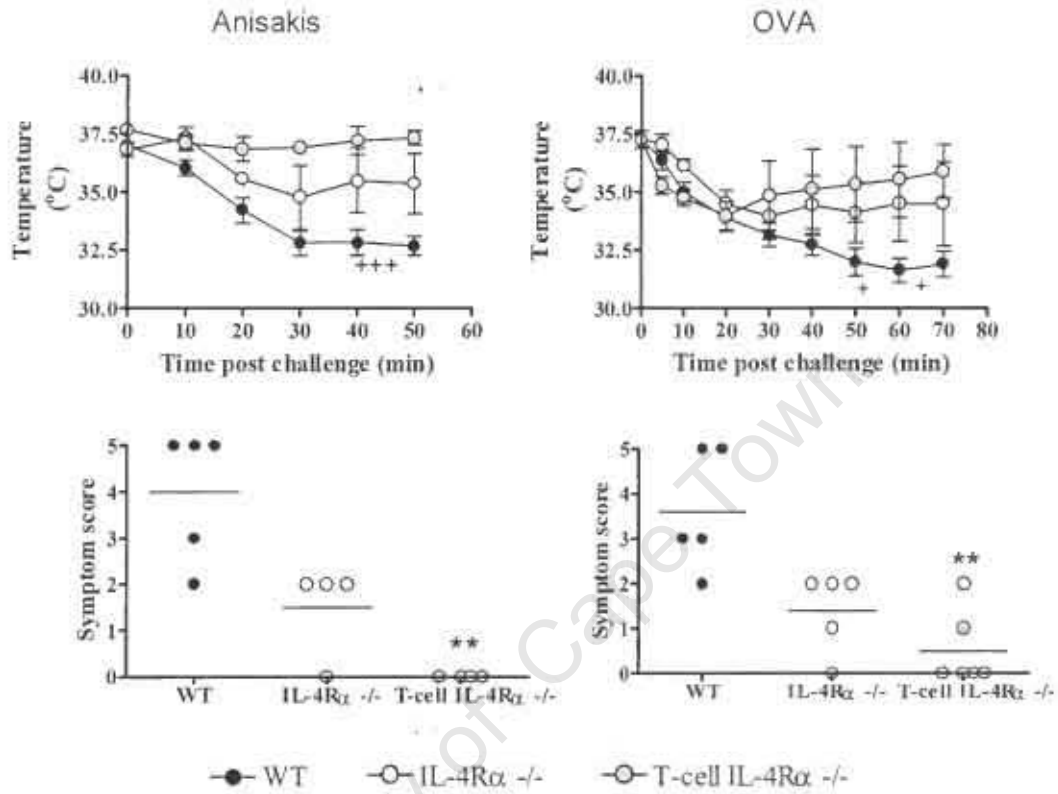 Anisakis
OVA
Temperature
(°C)
40.0
37.5
35.0
32.5
30.0
+++
0 10 20 30 40 50 60
Time post challenge (min)
Temperature
(°C)
40.0
37.5
35.0
32.5
30.0
+ +
0 10 20 30 40 50 60 70 80
Time post challenge (min)
Symptom score
5
4
3
2
1
0
**
WT IL-4Rα -/- T-cell IL-4Rα -/-
Symptom score
5
4
3
2
1
0
**
WT IL-4Rα -/- T-cell IL-4Rα -/-
WT IL-4Rα -/- T-cell IL-4Rα -/-
of Cape Town